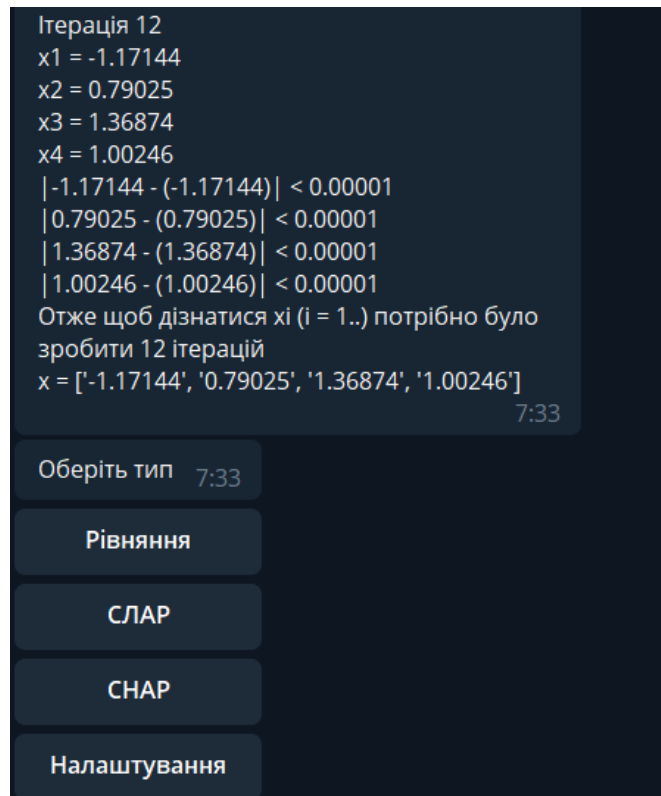 Ітерація 12
x1 = -1.17144
x2 = 0.79025
x3 = 1.36874
x4 = 1.00246
|-1.17144 - (-1.17144)| < 0.00001
|0.79025 - (0.79025)| < 0.00001
|1.36874 - (1.36874)| < 0.00001
|1.00246 - (1.00246)| < 0.00001
Отже щоб дізнатися xi (i = 1..) потрібно було
зробити 12 ітерацій
x = ['-1.17144', '0.79025', '1.36874', '1.00246']
7:33
Оберіть тип 7:33
Рівняння
СЛАР
СНАР
Налаштування